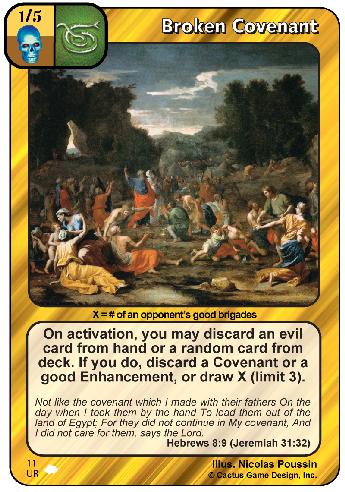 1/5
Broken Covenant
X = # of an opponent's good brigades
On activation, you may discard an evil
card from hand or a random card from
deck. If you do, discard a Covenant or a
good Enhancement, or draw X (limit 3).
Not like the covenant which I made with their fathers On the
day when I took them by the hand To lead them out of the
land of Egypt; For they did not continue in My covenant, And
I did not care for them, says the Lord.
Hebrews 8:9 (Jeremiah 31:32)
11
UR
Illus. Nicolas Poussin
© Cactus Game Design, Inc.